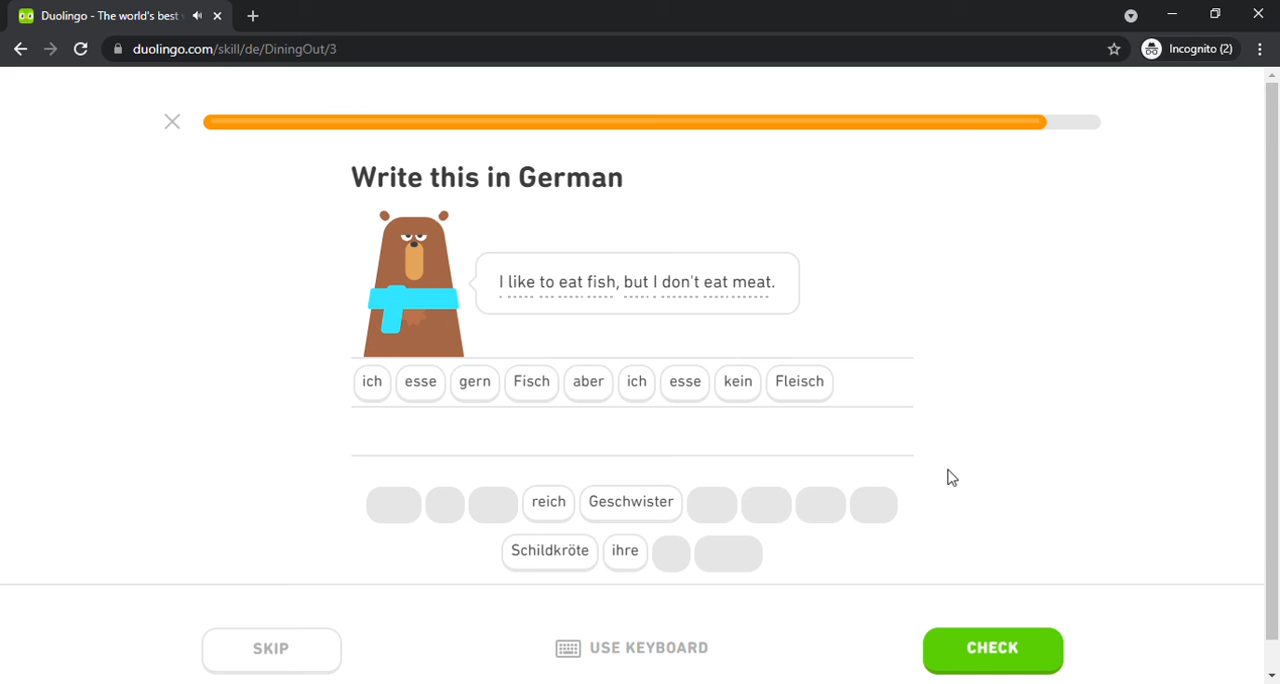 Duolingo - The world's best
duolingo.com/skill/de/DiningOut/3
Incognito (2)
Write this in German
I like to eat fish, but I don't eat meat.
ich esse gern Fisch aber ich esse kein Fleisch
reich Geschwister
Schildkröte ihre
SKIP USE KEYBOARD CHECK